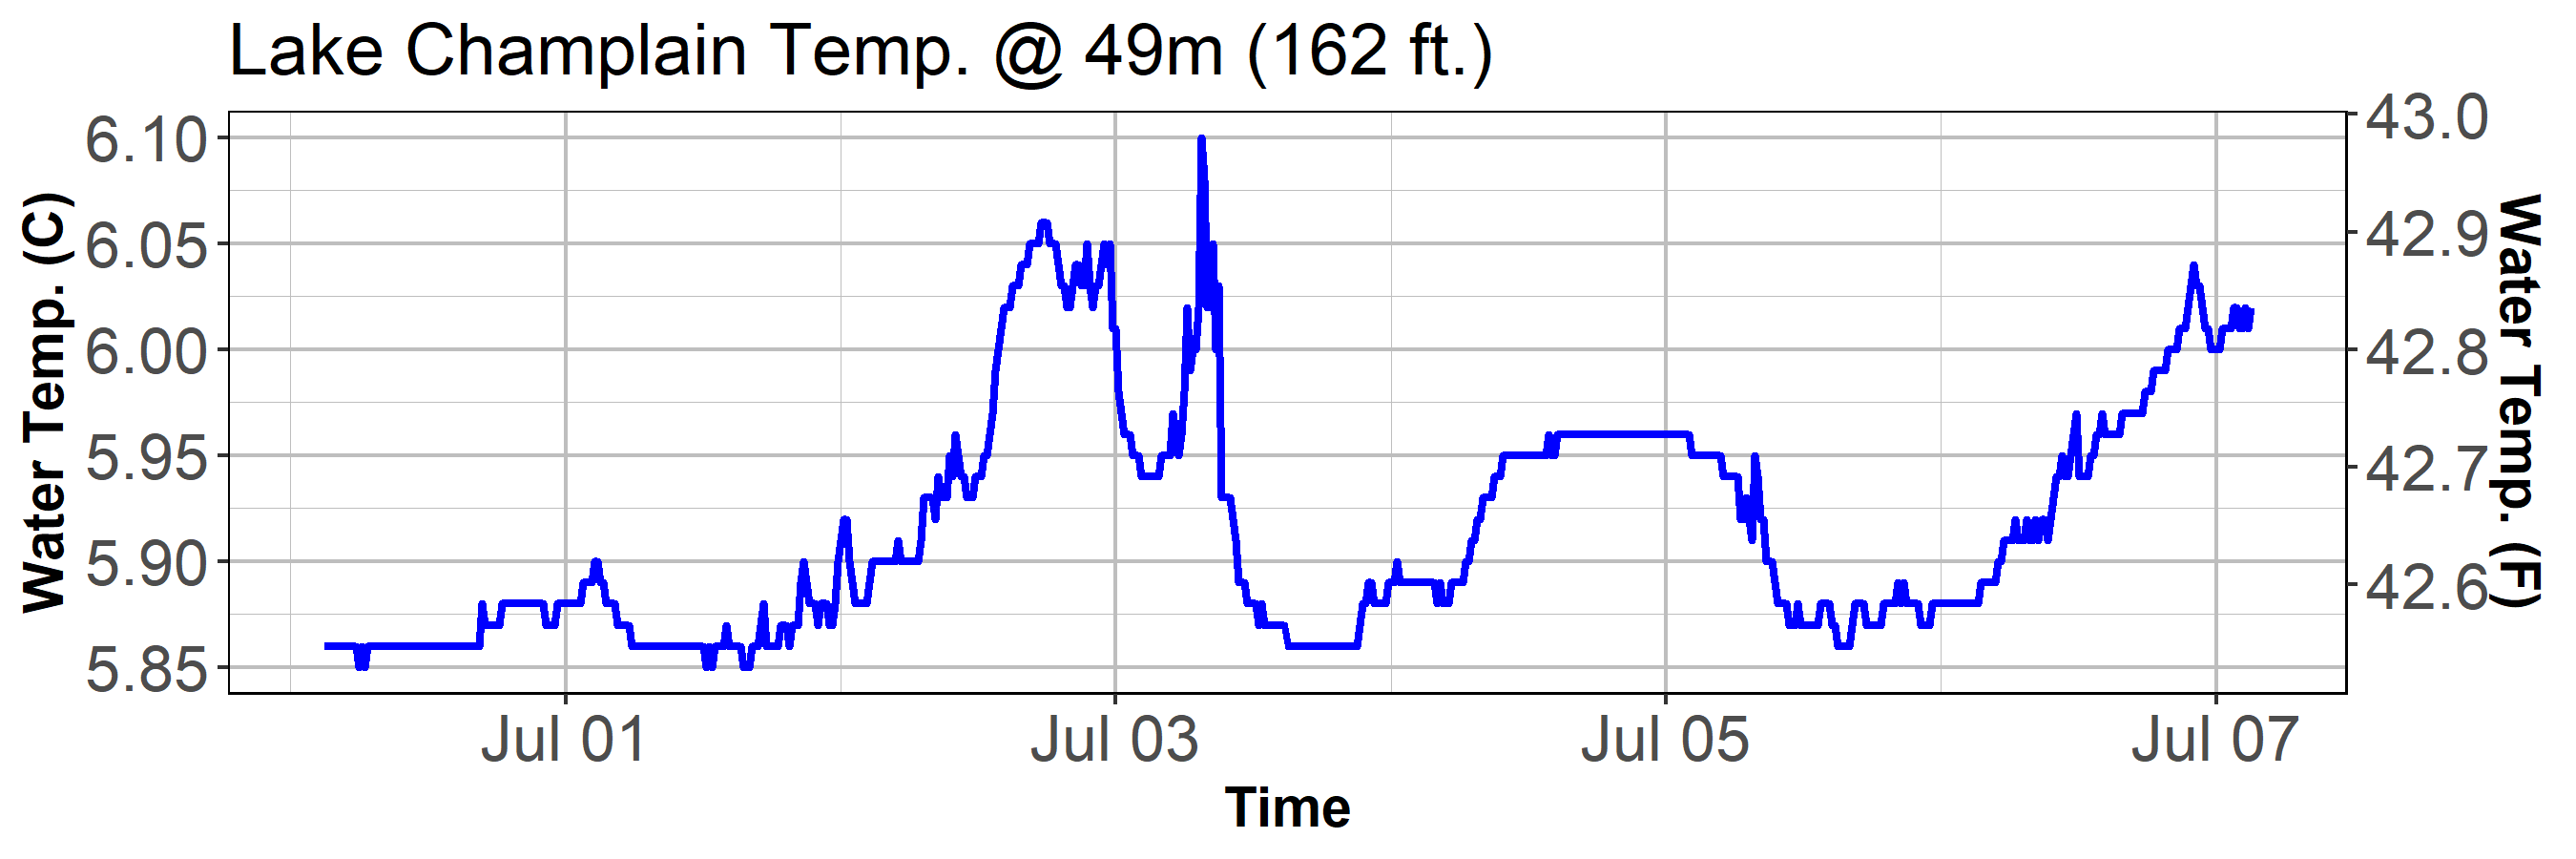 Lake Champlain Temp. @ 49m (162 ft.)
Water Temp. (C)
6.10
6.05
6.00
5.95
5.90
5.85
43.0
42.9
42.8
42.7
42.6
Water Temp. (F)
Jul 01
Jul 03
Jul 05
Jul 07
Time